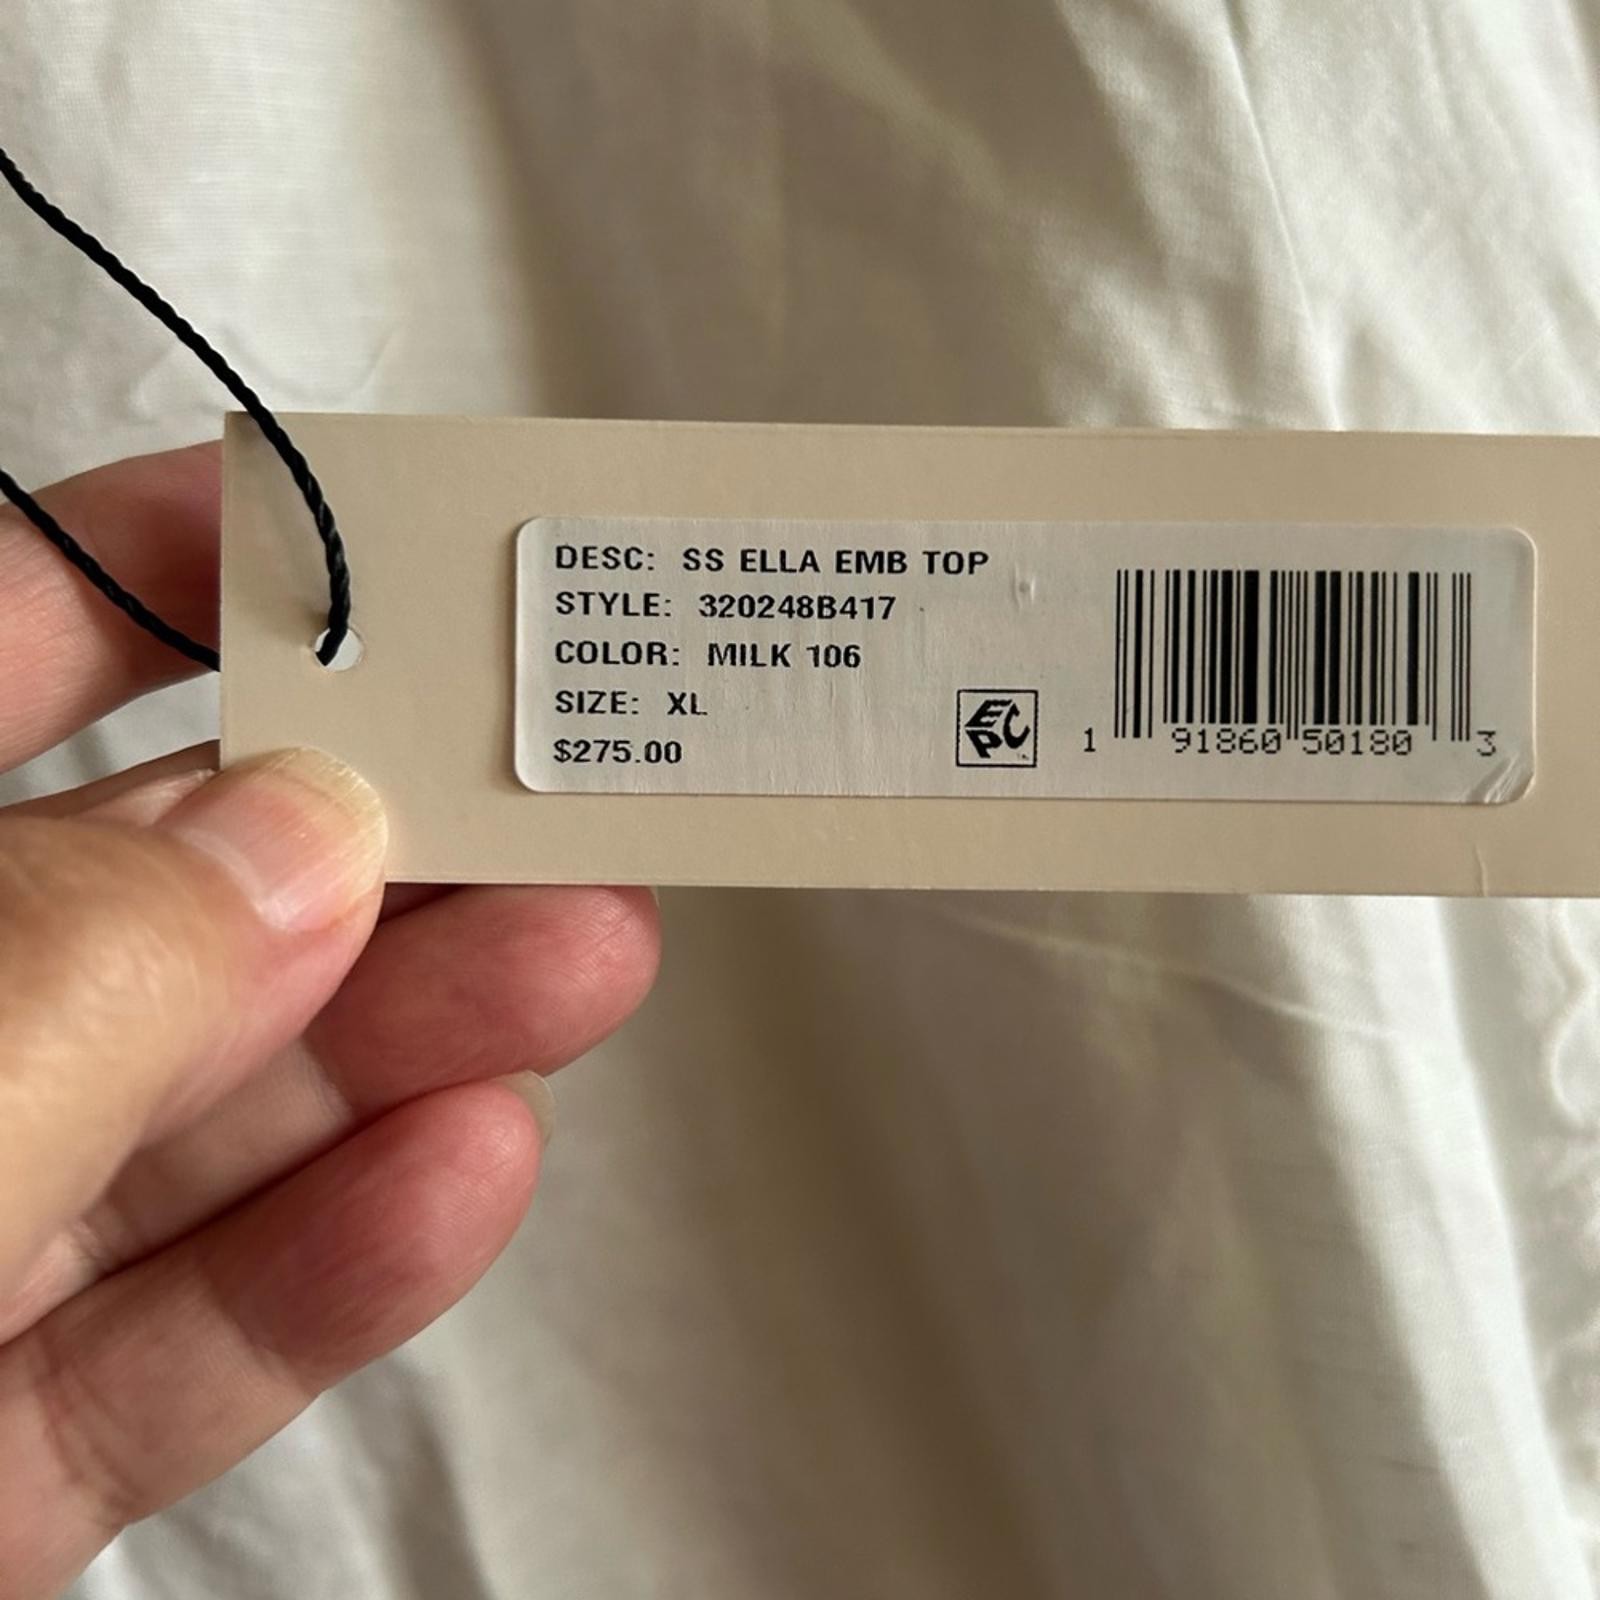 DESC: SS ELLA EMB TOP
STYLE: 320248B417
COLOR: MILK 106
SIZE: XL
$275.00
EPC
1 91860 50180 3